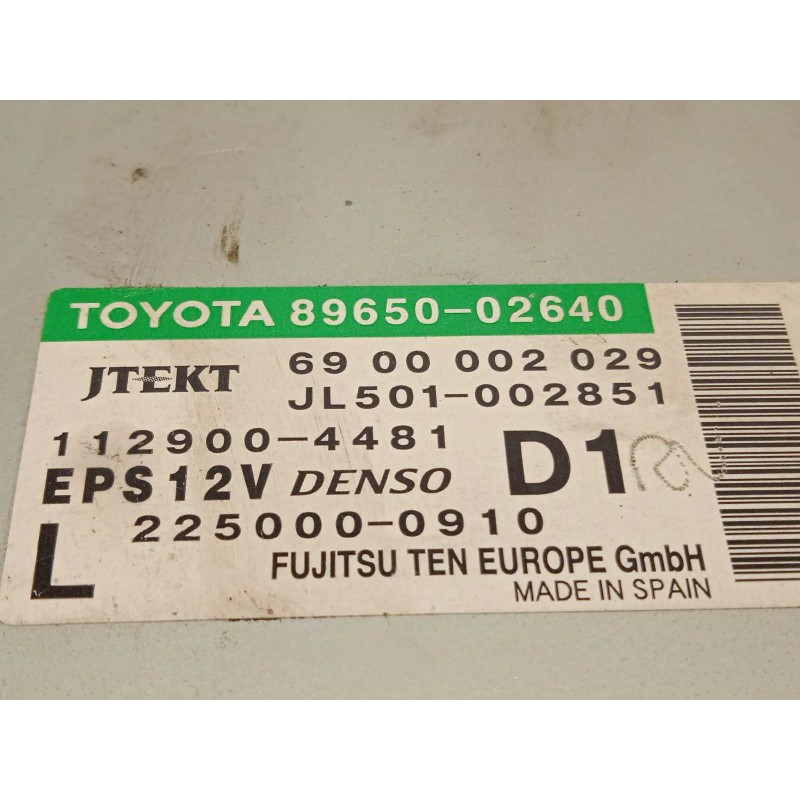 TOYOTA 89650-02640
JTEKT 69 00 002 029
JL501-002851
112900-4481
EPS12V DENSO D1
L 225000-0910
FUJITSU TEN EUROPE GmbH
MADE IN SPAIN